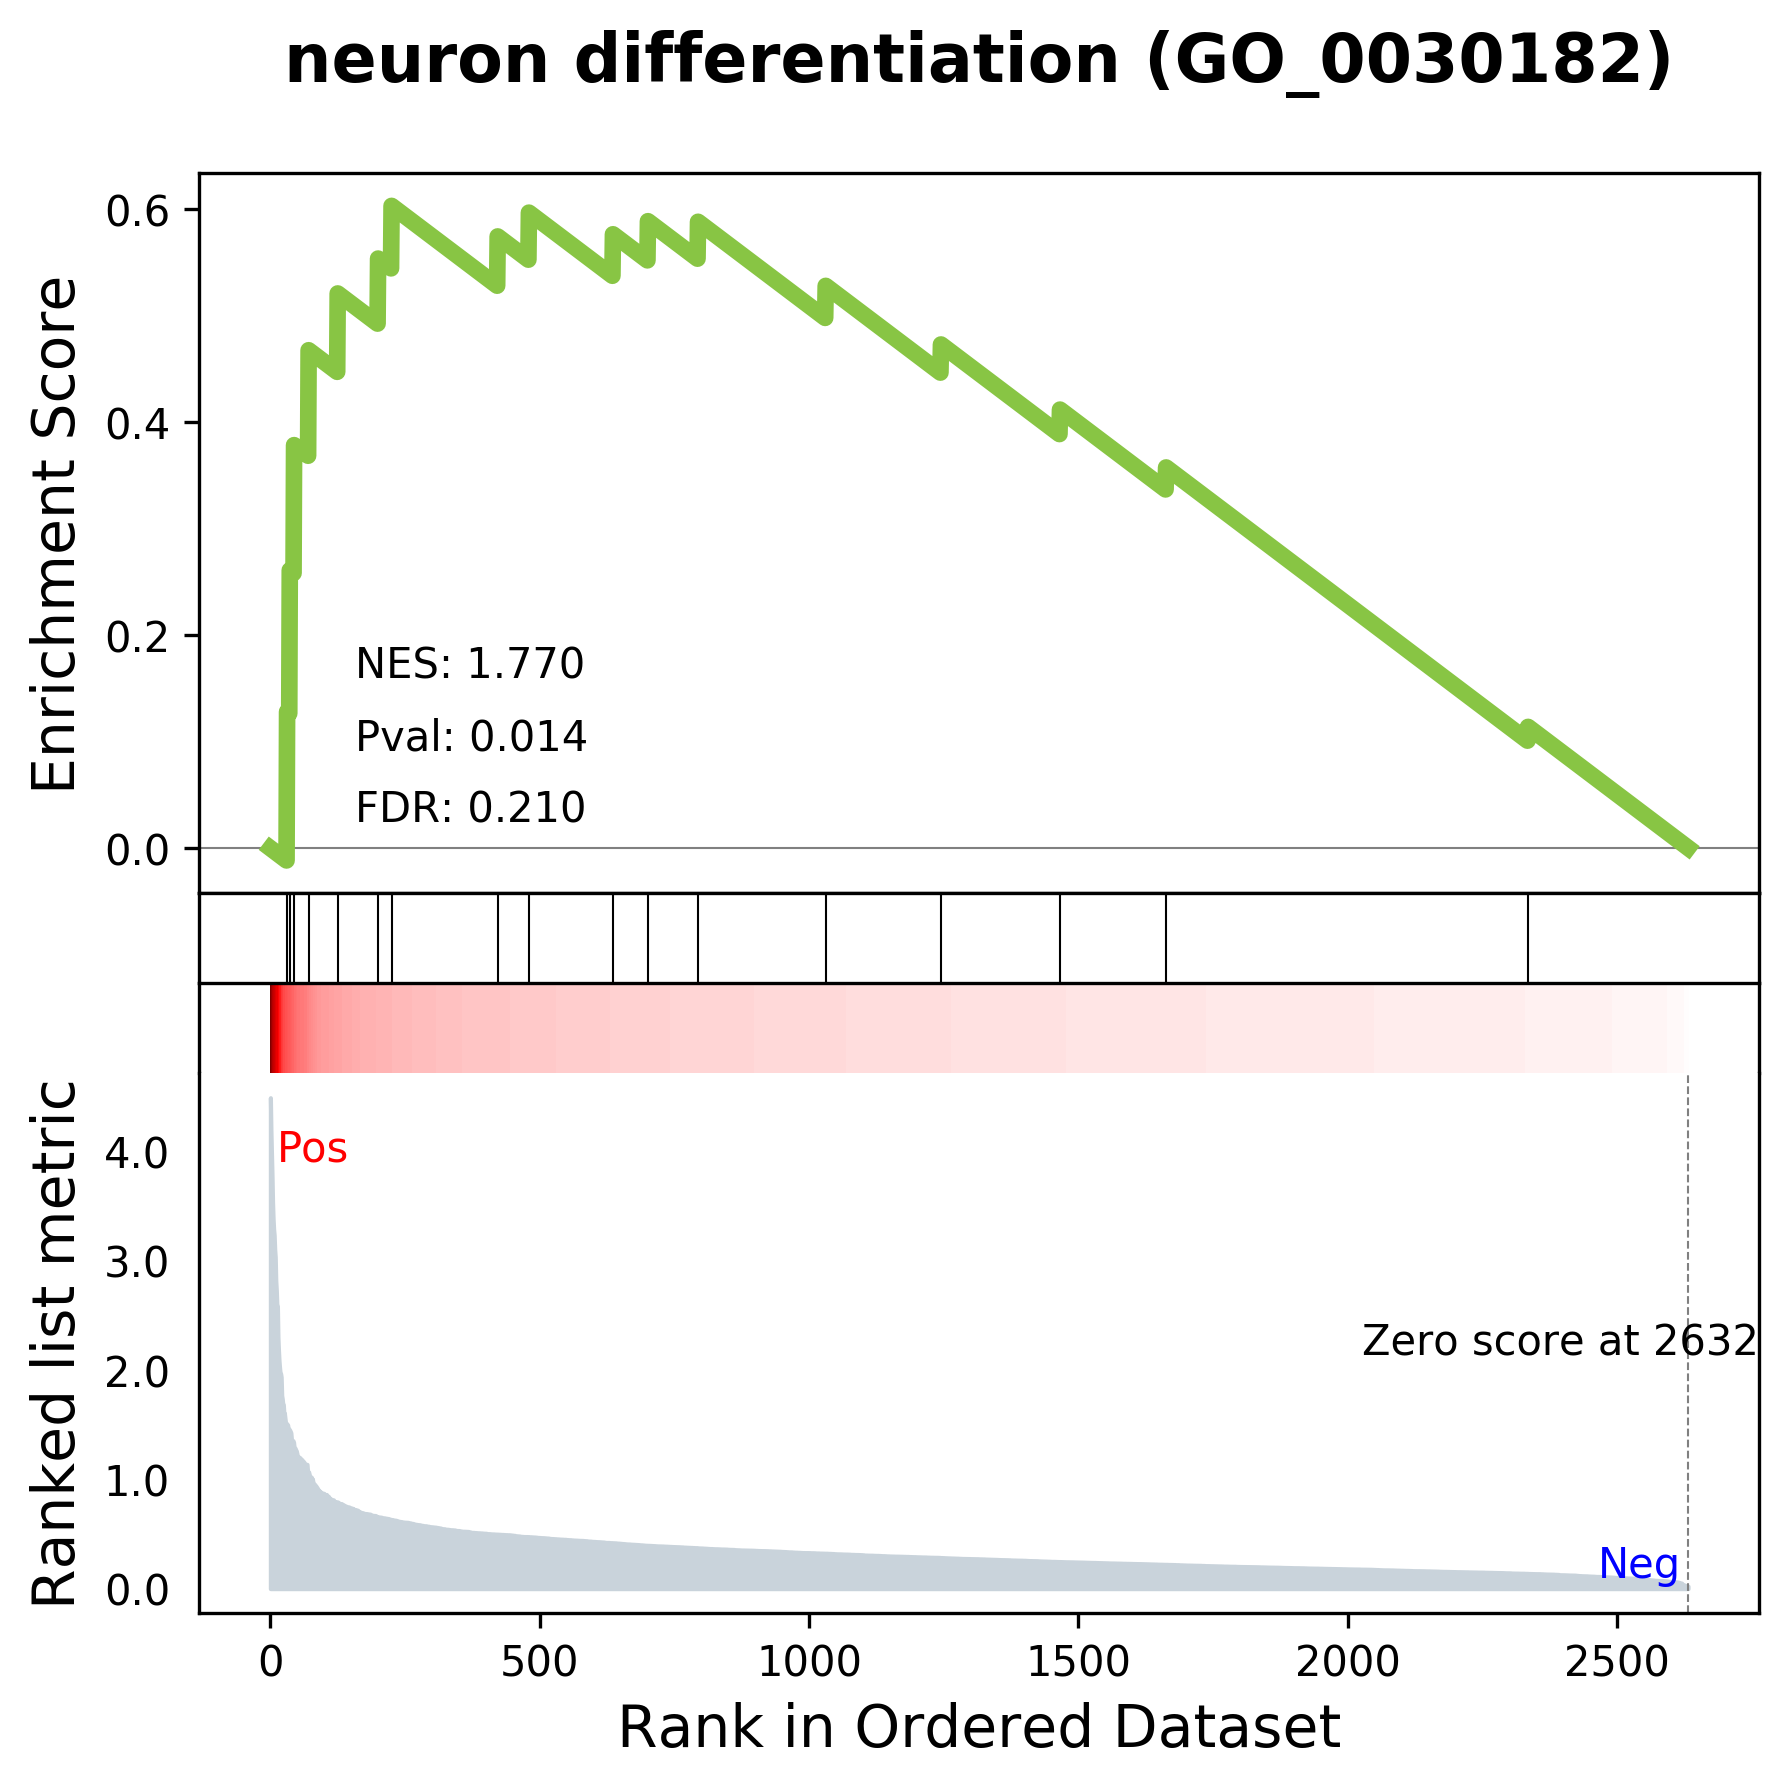 neuron differentiation (GO_0030182)
Enrichment Score
0.6
0.4
0.2
0.0
NES: 1.770
Pval: 0.014
FDR: 0.210
Ranked list metric
4.0
3.0
2.0
1.0
0.0
Pos
Zero score at 2632
Neg
0 500 1000 1500 2000 2500
Rank in Ordered Dataset